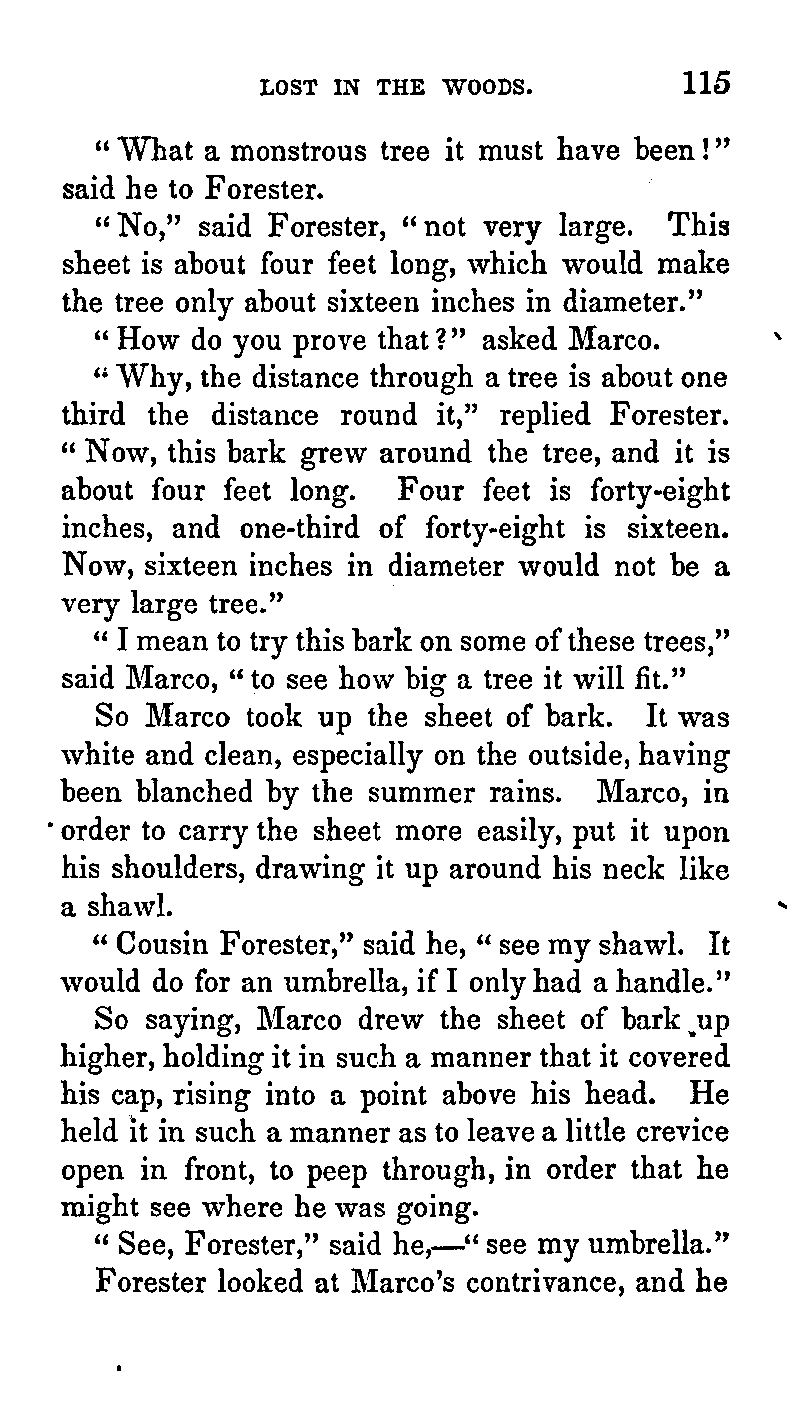 LOST IN THE WOODS. 115
“What a monstrous tree it must have been!”
said he to Forester.
“No,” said Forester, “not very large. This
sheet is about four feet long, which would make
the tree only about sixteen inches in diameter.”
“How do you prove that?” asked Marco.
“Why, the distance through a tree is about one
third the distance round it,” replied Forester.
“Now, this bark grew around the tree, and it is
about four feet long. Four feet is forty-eight
inches, and one-third of forty-eight is sixteen.
Now, sixteen inches in diameter would not be a
very large tree.”
“I mean to try this bark on some of these trees,”
said Marco, “to see how big a tree it will fit.”
So Marco took up the sheet of bark. It was
white and clean, especially on the outside, having
been blanched by the summer rains. Marco, in
order to carry the sheet more easily, put it upon
his shoulders, drawing it up around his neck like
a shawl.
“Cousin Forester,” said he, “see my shawl. It
would do for an umbrella, if I only had a handle.”
So saying, Marco drew the sheet of bark up
higher, holding it in such a manner that it covered
his cap, rising into a point above his head. He
held it in such a manner as to leave a little crevice
open in front, to peep through, in order that he
might see where he was going.
“See, Forester,” said he,—“see my umbrella.”
Forester looked at Marco’s contrivance, and he